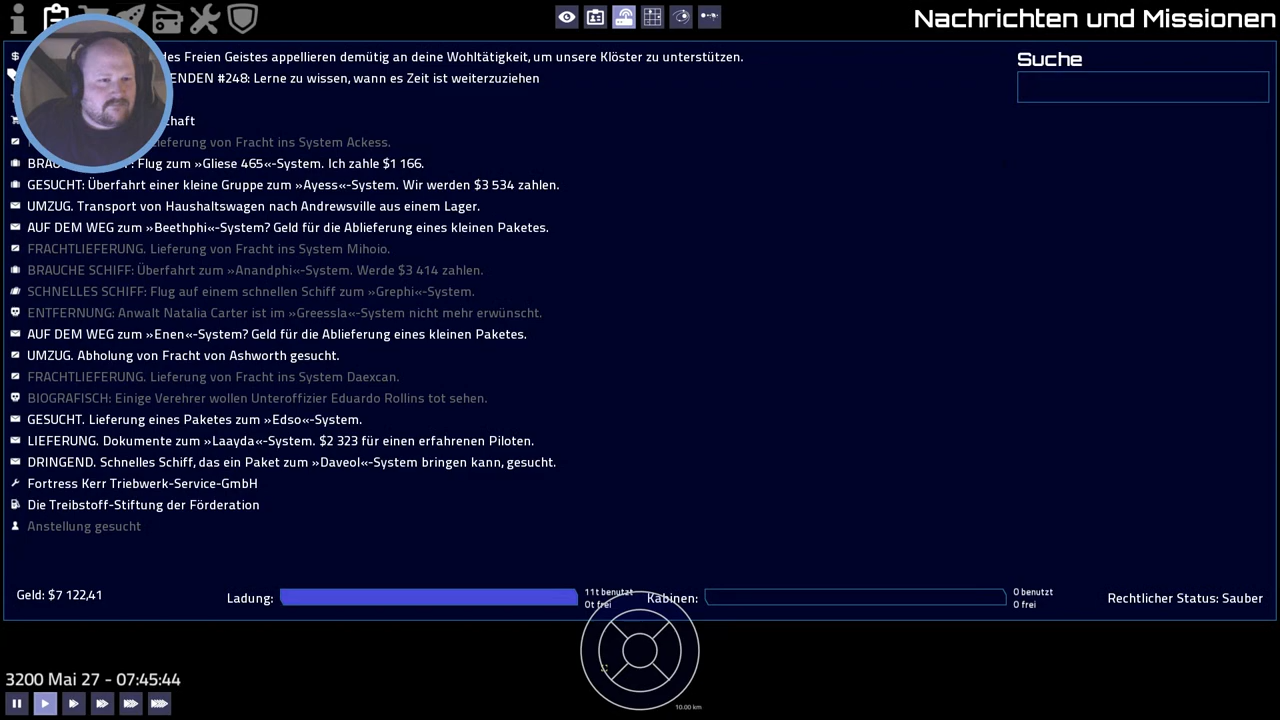 Nachrichten und Missionen
des Freien Geistes appellieren demütig an deine Wohltätigkeit, um unsere Klöster zu unterstützen.
#248: Lerne zu wissen, wann es Zeit ist weiterzuziehen
Fracht ins System Ackess.
Flug zum »Gliese 465«-System. Ich zahle $1 166.
GESUCHT: Überfahrt einer kleine Gruppe zum »Ayess«-System. Wir werden $3 534 zahlen.
UMZUG. Transport von Haushaltswagen nach Andrewsville aus einem Lager.
AUF DEM WEG zum »Beethphi«-System? Geld für die Ablieferung eines kleinen Paketes.
FRACHTLIEFERUNG. Lieferung von Fracht ins System Mihoio.
BRAUCHE SCHIFF: Überfahrt zum »Anandphi«-System. Werde $3 414 zahlen.
SCHNELLES SCHIFF: Flug auf einem schnellen Schiff zum »Grephi«-System.
ENTFERNUNG: Anwalt Natalia Carter ist im »Greessla«-System nicht mehr erwünscht.
AUF DEM WEG zum »Enen«-System? Geld für die Ablieferung eines kleinen Paketes.
UMZUG. Abholung von Fracht von Ashworth gesucht.
FRACHTLIEFERUNG. Lieferung von Fracht ins System Daexcan.
BIOGRAFISCH: Einige Verehrer wollen Unteroffizier Eduardo Rollins tot sehen.
GESUCHT. Lieferung eines Paketes zum »Edso«-System.
LIEFERUNG. Dokumente zum »Laayda«-System. $2 323 für einen erfahrenen Piloten.
DRINGEND. Schnelles Schiff, das ein Paket zum »Daveol«-System bringen kann, gesucht.
Fortress Kerr Triebwerk-Service-GmbH
Die Treibstoff-Stiftung der Förderation
Anstellung gesucht
Suche
Geld: $7 122,41
Ladung:
11t benutzt
0t frei
Kabinen:
0 benutzt
0 frei
Rechtlicher Status: Sauber
10.00 km
3200 Mai 27 - 07:45:44